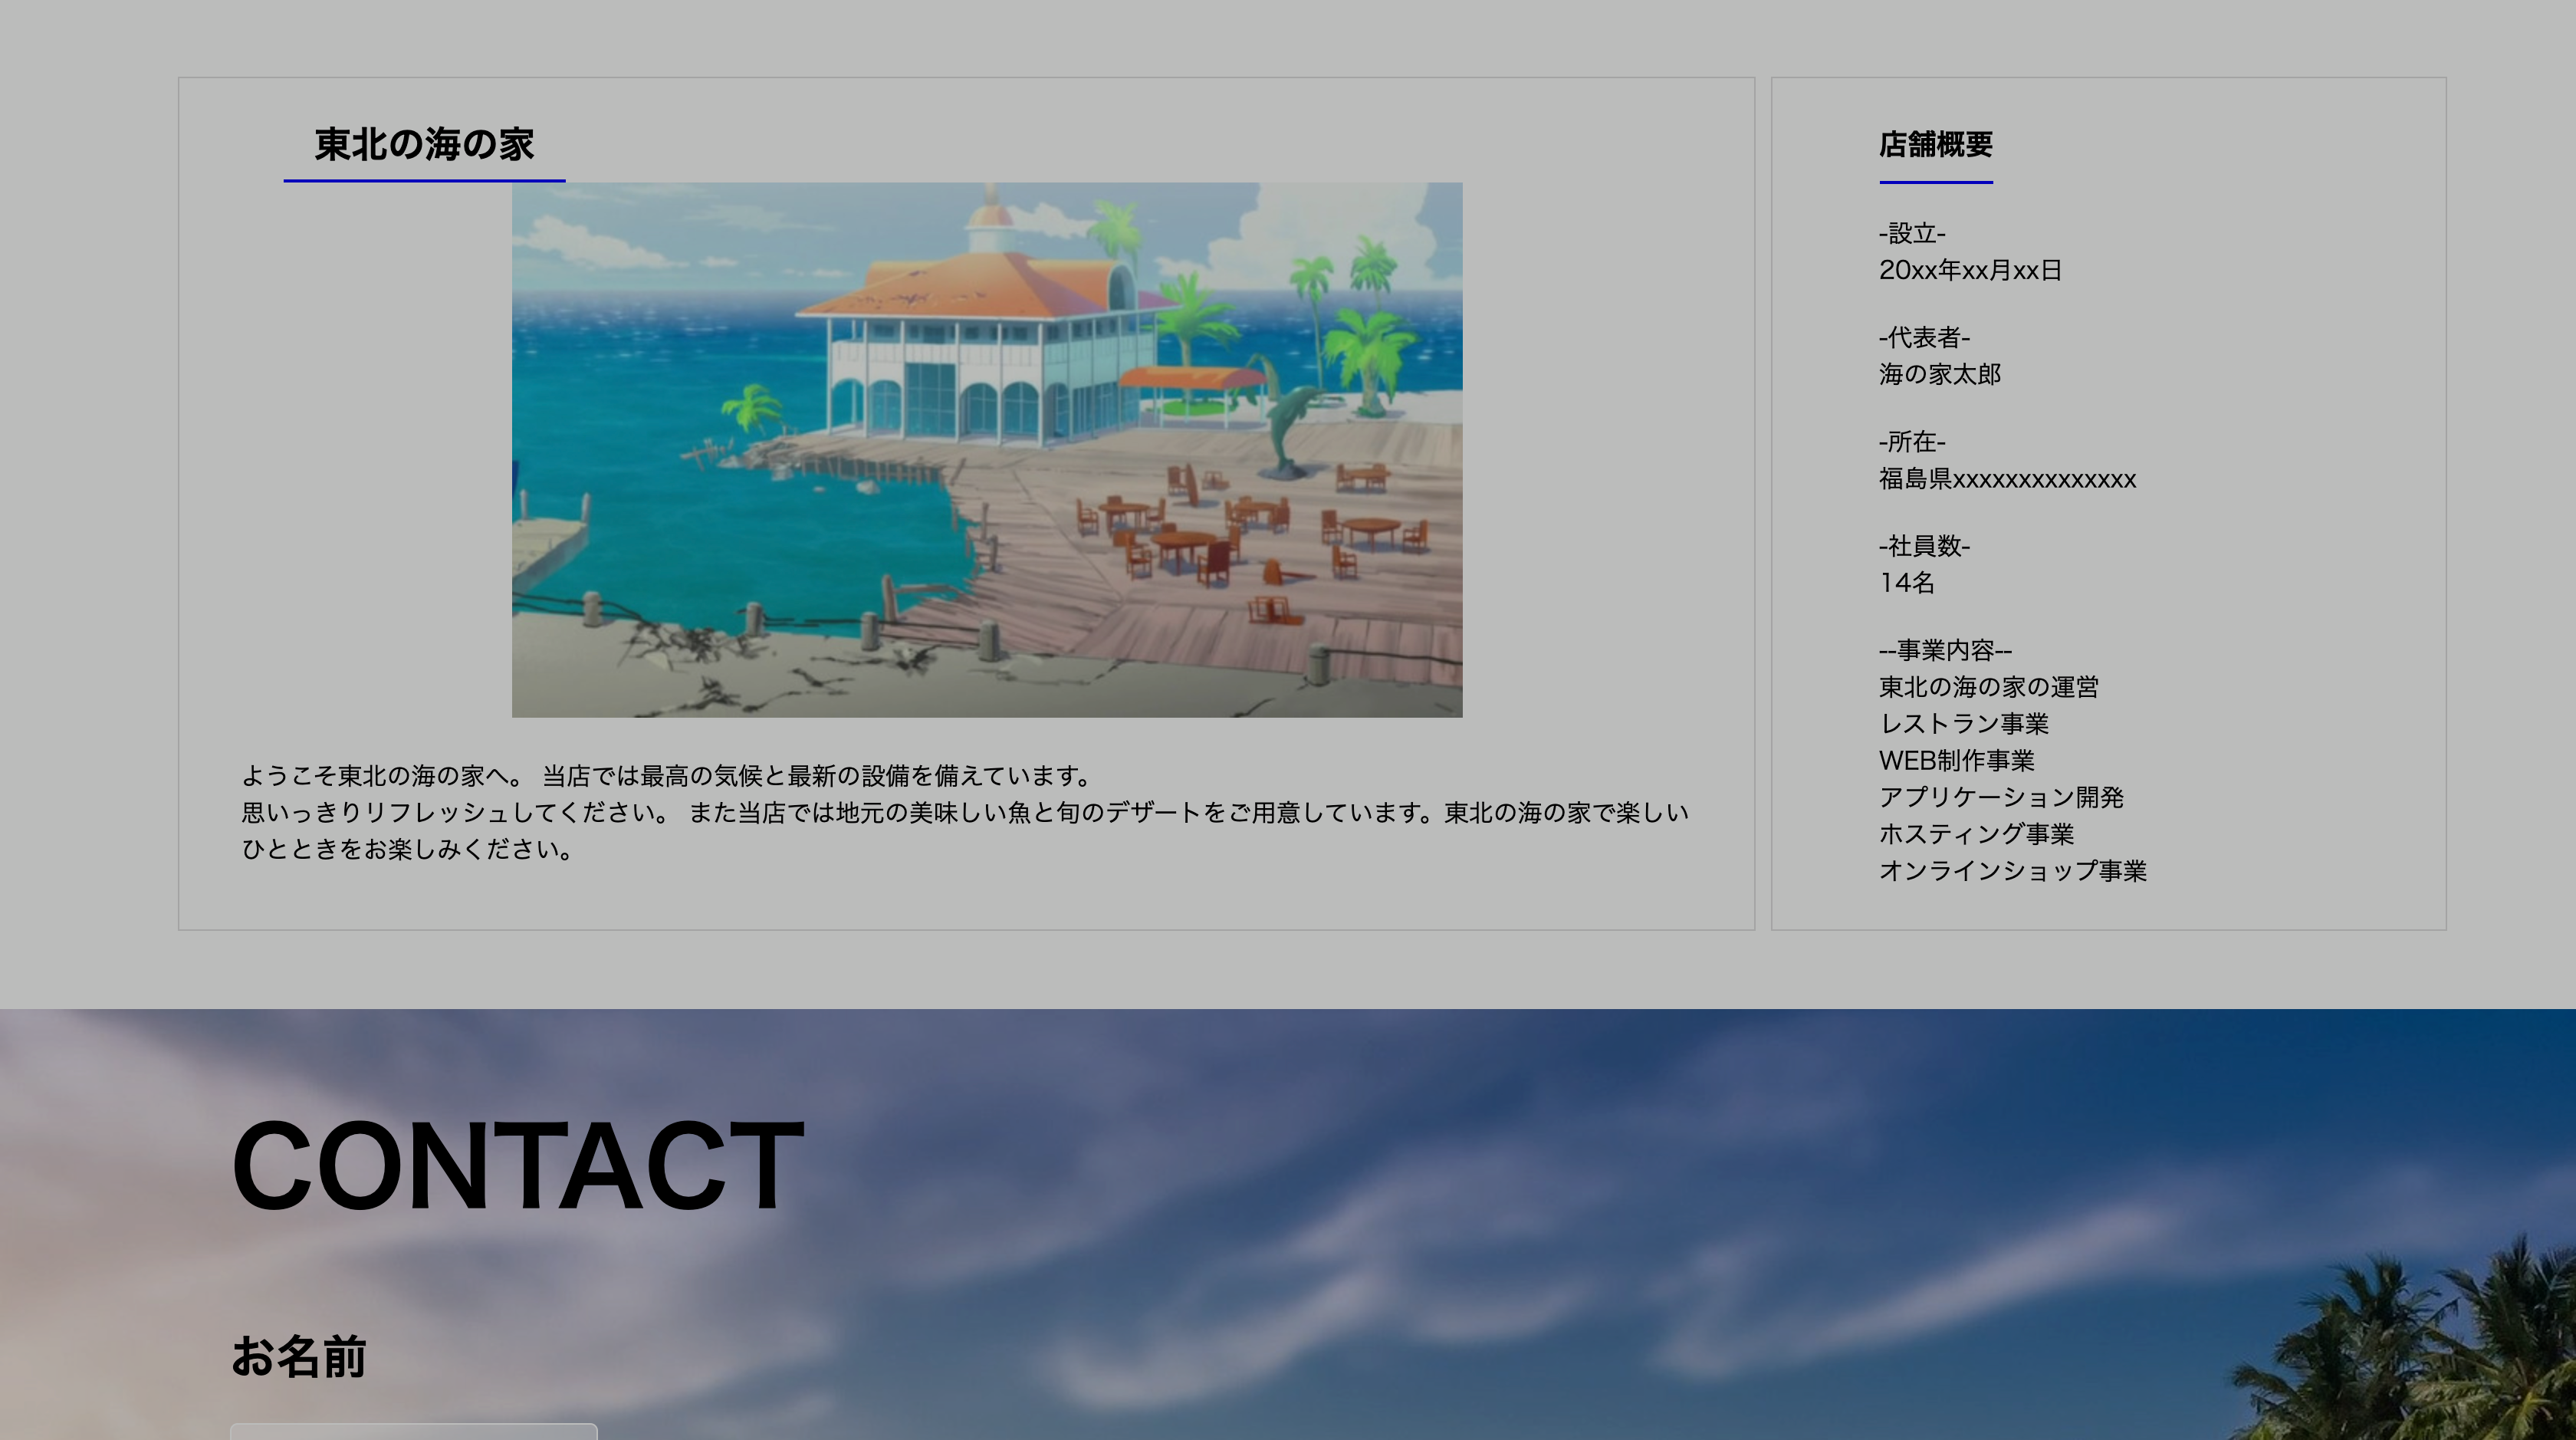 東北の海の家
ようこそ東北の海の家へ。 当店では最高の気候と最新の設備を備えています。
思いっきりリフレッシュしてください。 また当店では地元の美味しい魚と旬のデザートをご用意しています。東北の海の家で楽しい
ひとときをお楽しみください。
店舗概要
-設立-
20xx年xx月xx日
-代表者-
海の家太郎
-所在-
福島県xxxxxxxxxxxxxx
-社員数-
14名
--事業内容--
東北の海の家の運営
レストラン事業
WEB制作事業
アプリケーション開発
ホスティング事業
オンラインショップ事業
CONTACT
お名前